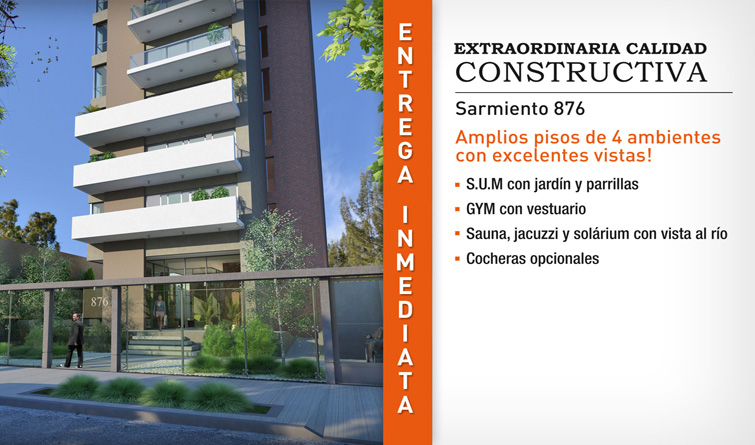 876
ENTREGA INMEDIATA
EXTRAORDINARIA CALIDAD
CONSTRUCTIVA
Sarmiento 876
Amplios pisos de 4 ambientes
con excelentes vistas!
S.U.M con jardín y parrillas
GYM con vestuario
Sauna, jacuzzi y solárium con vista al río
Cocheras opcionales